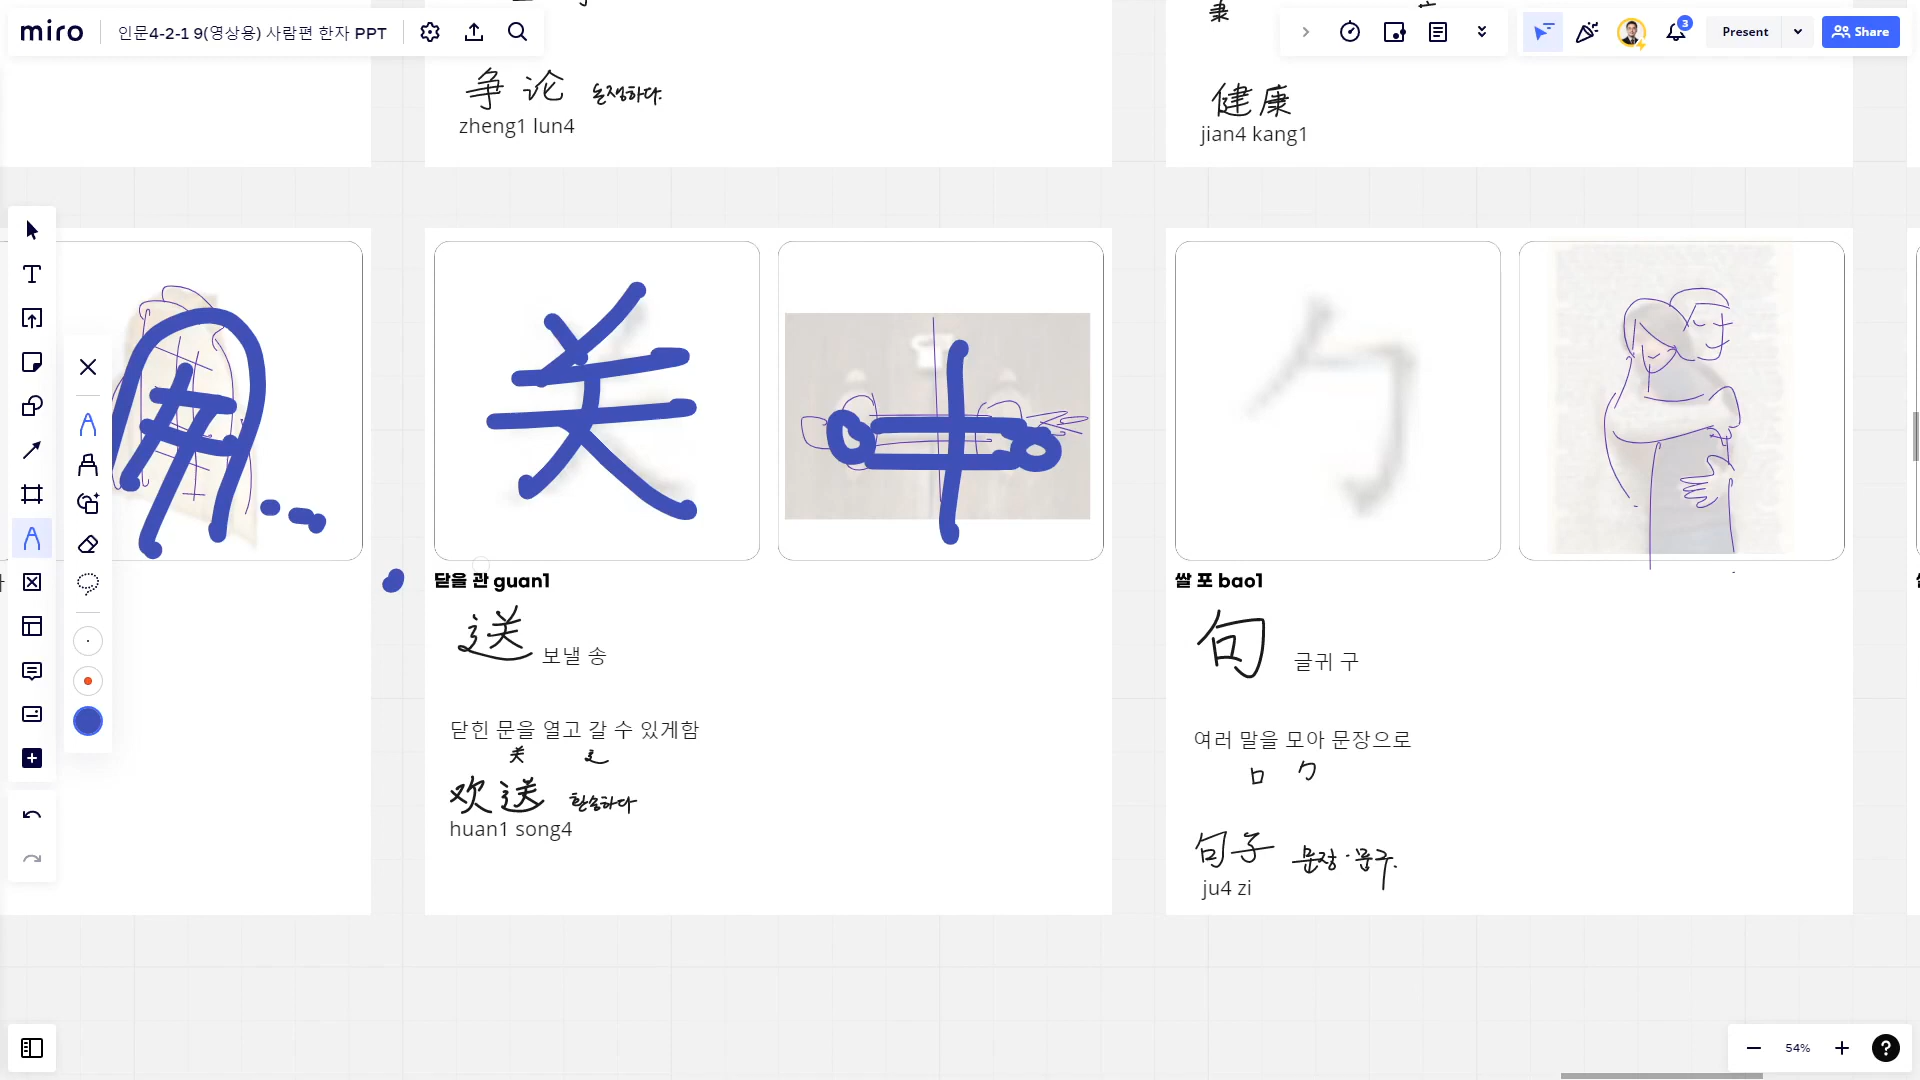 miro 인문4-2-1 9(영상용) 사람편 한자 PPT
3
Present
Share
争论 논쟁하다.
zheng1 lun4
健康
jian4 kang1
关
닫을 관 guan1
送 보낼 송
닫힌 문을 열고 갈 수 있게함
关 辶
欢送 환송하다
huan1 song4
勹
쌀 포 bao1
句 글귀 구
여러 말을 모아 문장으로
口 勹
句子 문장·문구.
ju4 zi
54%